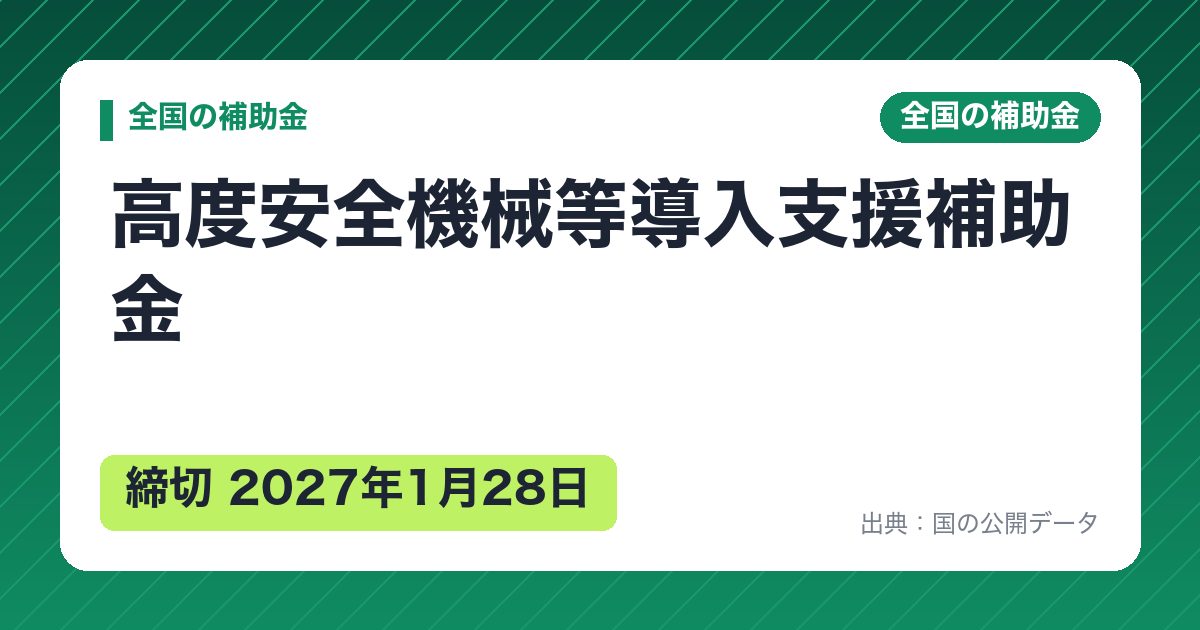 全国の補助金
全国の補助金
高度安全機械等導入支援補助
金
締切 2027年1月28日
出典：国の公開データ